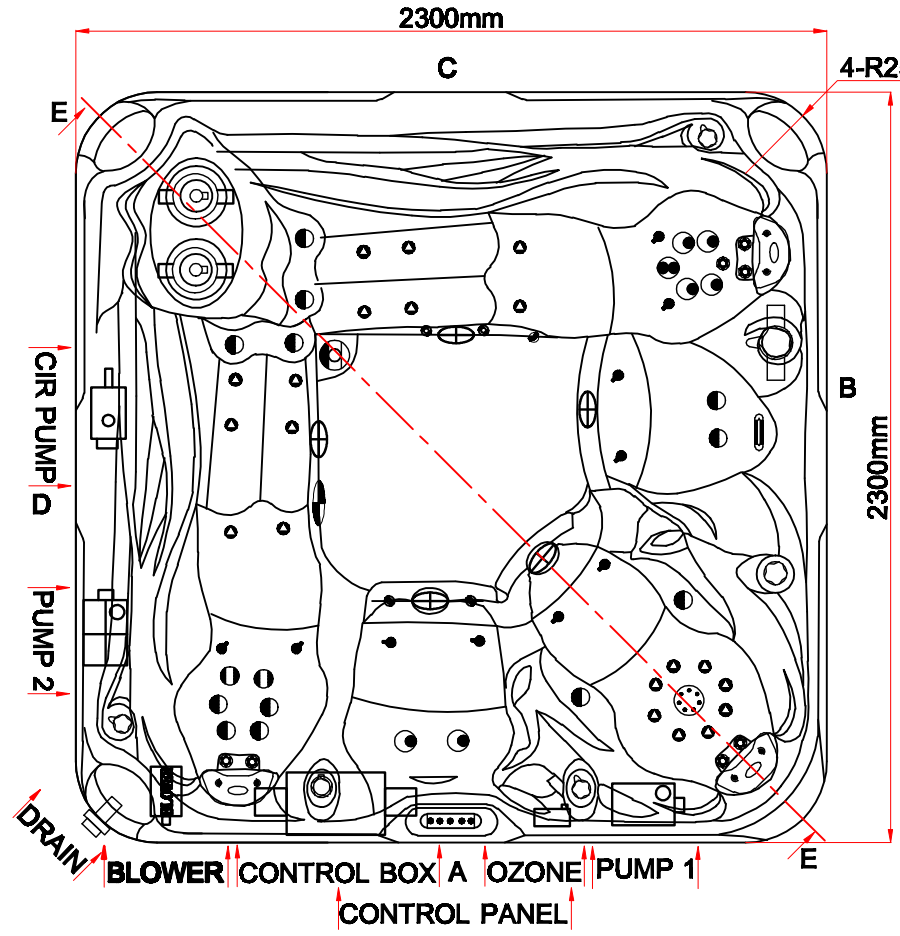 2300mm
C
4-R2
E
B
2300mm
CIR PUMP
D
PUMP 2
DRAIN
BLOWER
CONTROL BOX
A
OZONE
PUMP 1
E
CONTROL PANEL